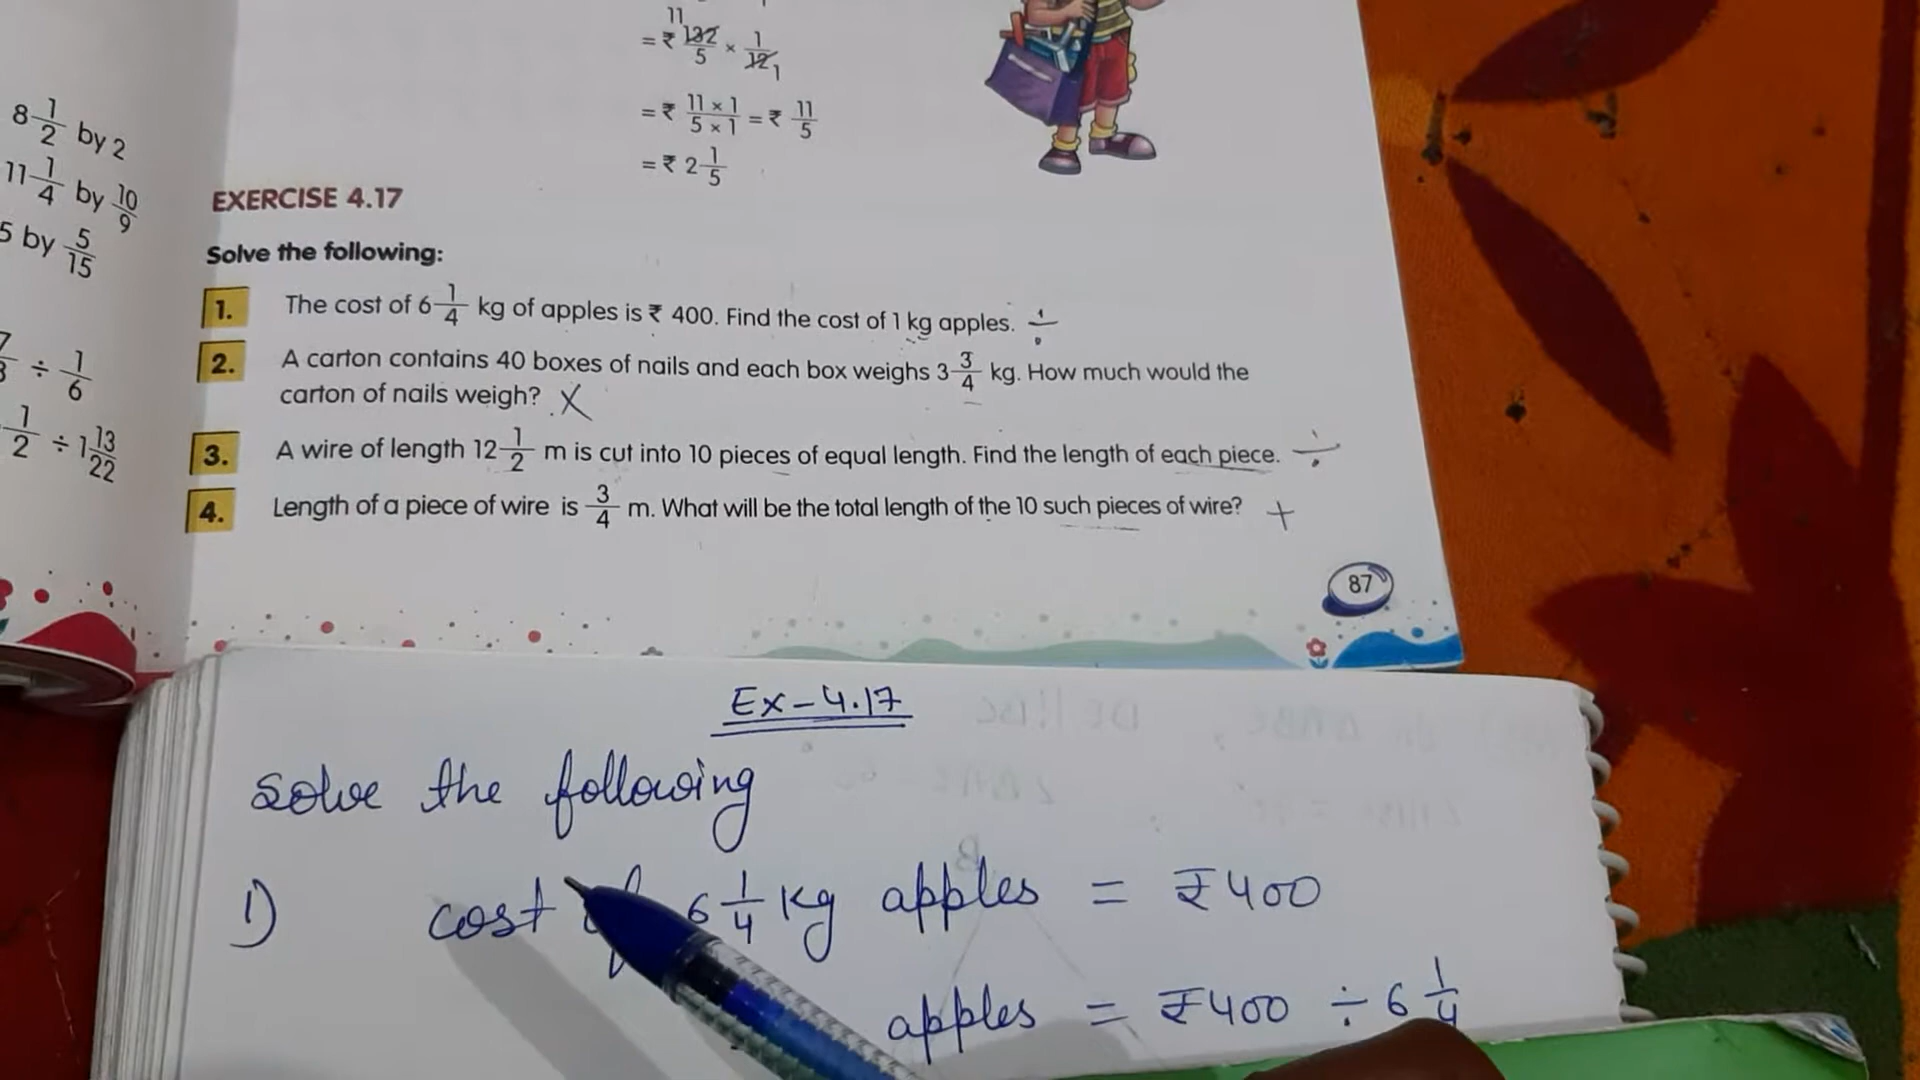 11
= ₹ 132/5 × 1/12 1
= ₹ 11 × 1/5 × 1 = ₹ 11/5
= ₹ 2 1/5
8 1/2 by 2
11 1/4 by 10/9
5 by 5/15
÷ 1/6
1/2 ÷ 1 13/22
EXERCISE 4.17
Solve the following:
1. The cost of 6 1/4 kg of apples is ₹ 400. Find the cost of 1 kg apples. ÷
2. A carton contains 40 boxes of nails and each box weighs 3 3/4 kg. How much would the
carton of nails weigh? X
3. A wire of length 12 1/2 m is cut into 10 pieces of equal length. Find the length of each piece. ÷
4. Length of a piece of wire is 3/4 m. What will be the total length of the 10 such pieces of wire? +
87
Ex-4.17
Solve the following
1) cost 6 1/4 kg apples = ₹400
apples = ₹400 ÷ 6 1/4